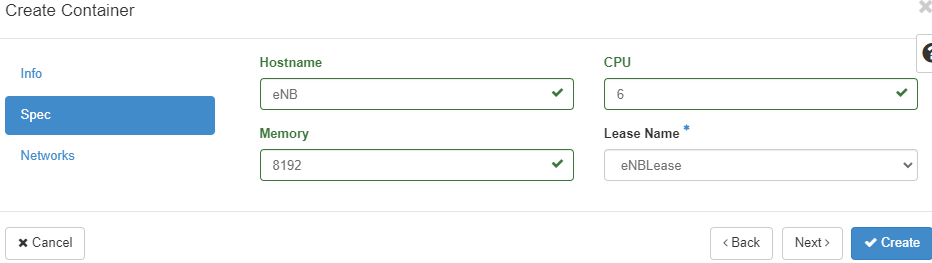 Create Container
Info
Spec
Networks
Hostname
eNB
CPU
6
Memory
8192
Lease Name *
eNBLease
Cancel
Back
Next
Create